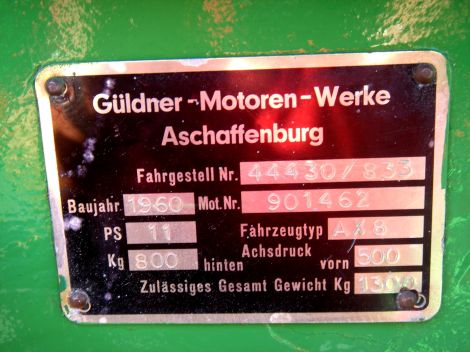 Güldner-Motoren-Werke
Aschaffenburg
Fahrgestell Nr. 44430/833
Baujahr 1960 Mot.Nr. 901462
PS 11 Fahrzeugtyp AX8
Kg 800 hinten Achsdruck vorn 500
Zulässiges Gesamt Gewicht Kg 1300